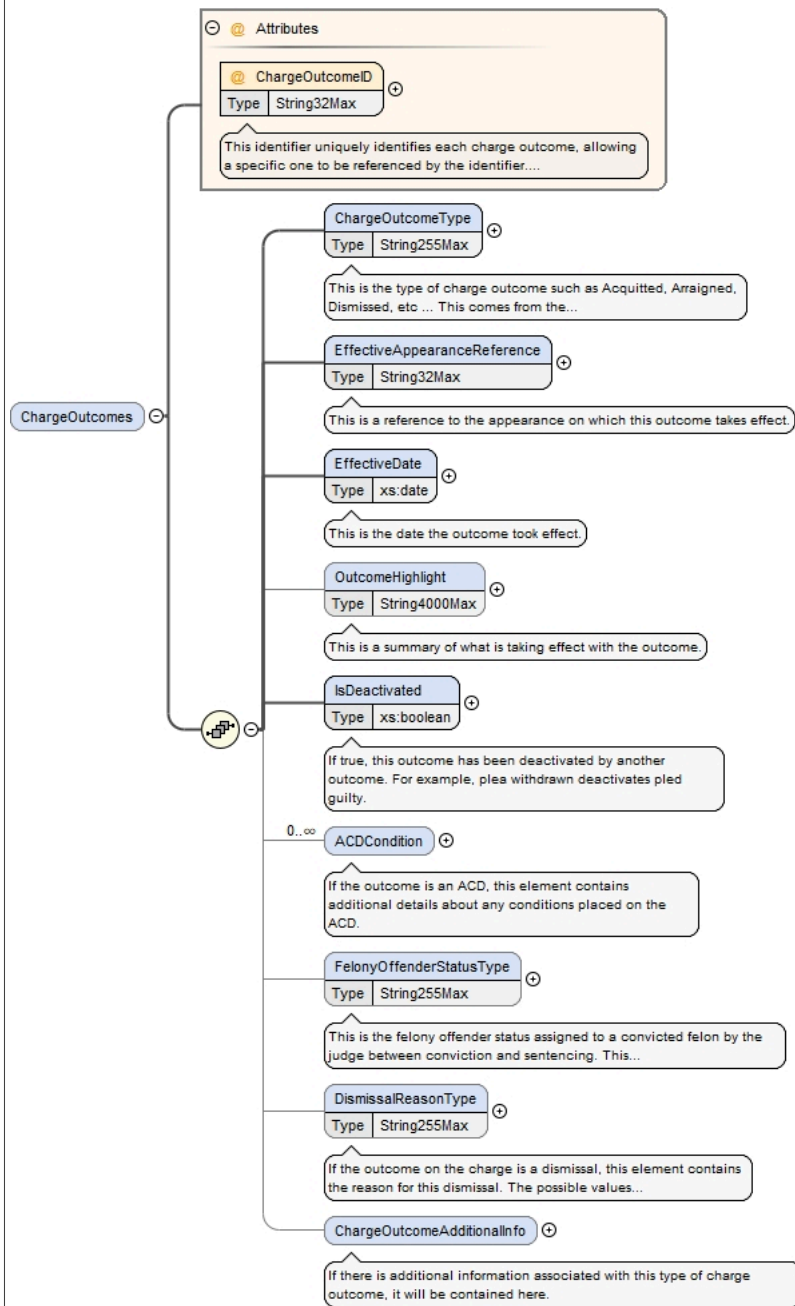 Attributes
@ ChargeOutcomeID
Type String32Max
This identifier uniquely identifies each charge outcome, allowing
a specific one to be referenced by the identifier....
ChargeOutcomeType
Type String255Max
This is the type of charge outcome such as Acquitted, Arraigned,
Dismissed, etc ... This comes from the...
EffectiveAppearanceReference
Type String32Max
This is a reference to the appearance on which this outcome takes effect.
ChargeOutcomes
EffectiveDate
Type xs:date
This is the date the outcome took effect.
OutcomeHighlight
Type String4000Max
This is a summary of what is taking effect with the outcome.
IsDeactivated
Type xs:boolean
If true, this outcome has been deactivated by another
outcome. For example, plea withdrawn deactivates pled
guilty.
0..∞
ACDCondition
If the outcome is an ACD, this element contains
additional details about any conditions placed on the
ACD.
FelonyOffenderStatusType
Type String255Max
This is the felony offender status assigned to a convicted felon by the
judge between conviction and sentencing. This...
DismissalReasonType
Type String255Max
If the outcome on the charge is a dismissal, this element contains
the reason for this dismissal. The possible values...
ChargeOutcomeAdditionalInfo
If there is additional information associated with this type of charge
outcome, it will be contained here.